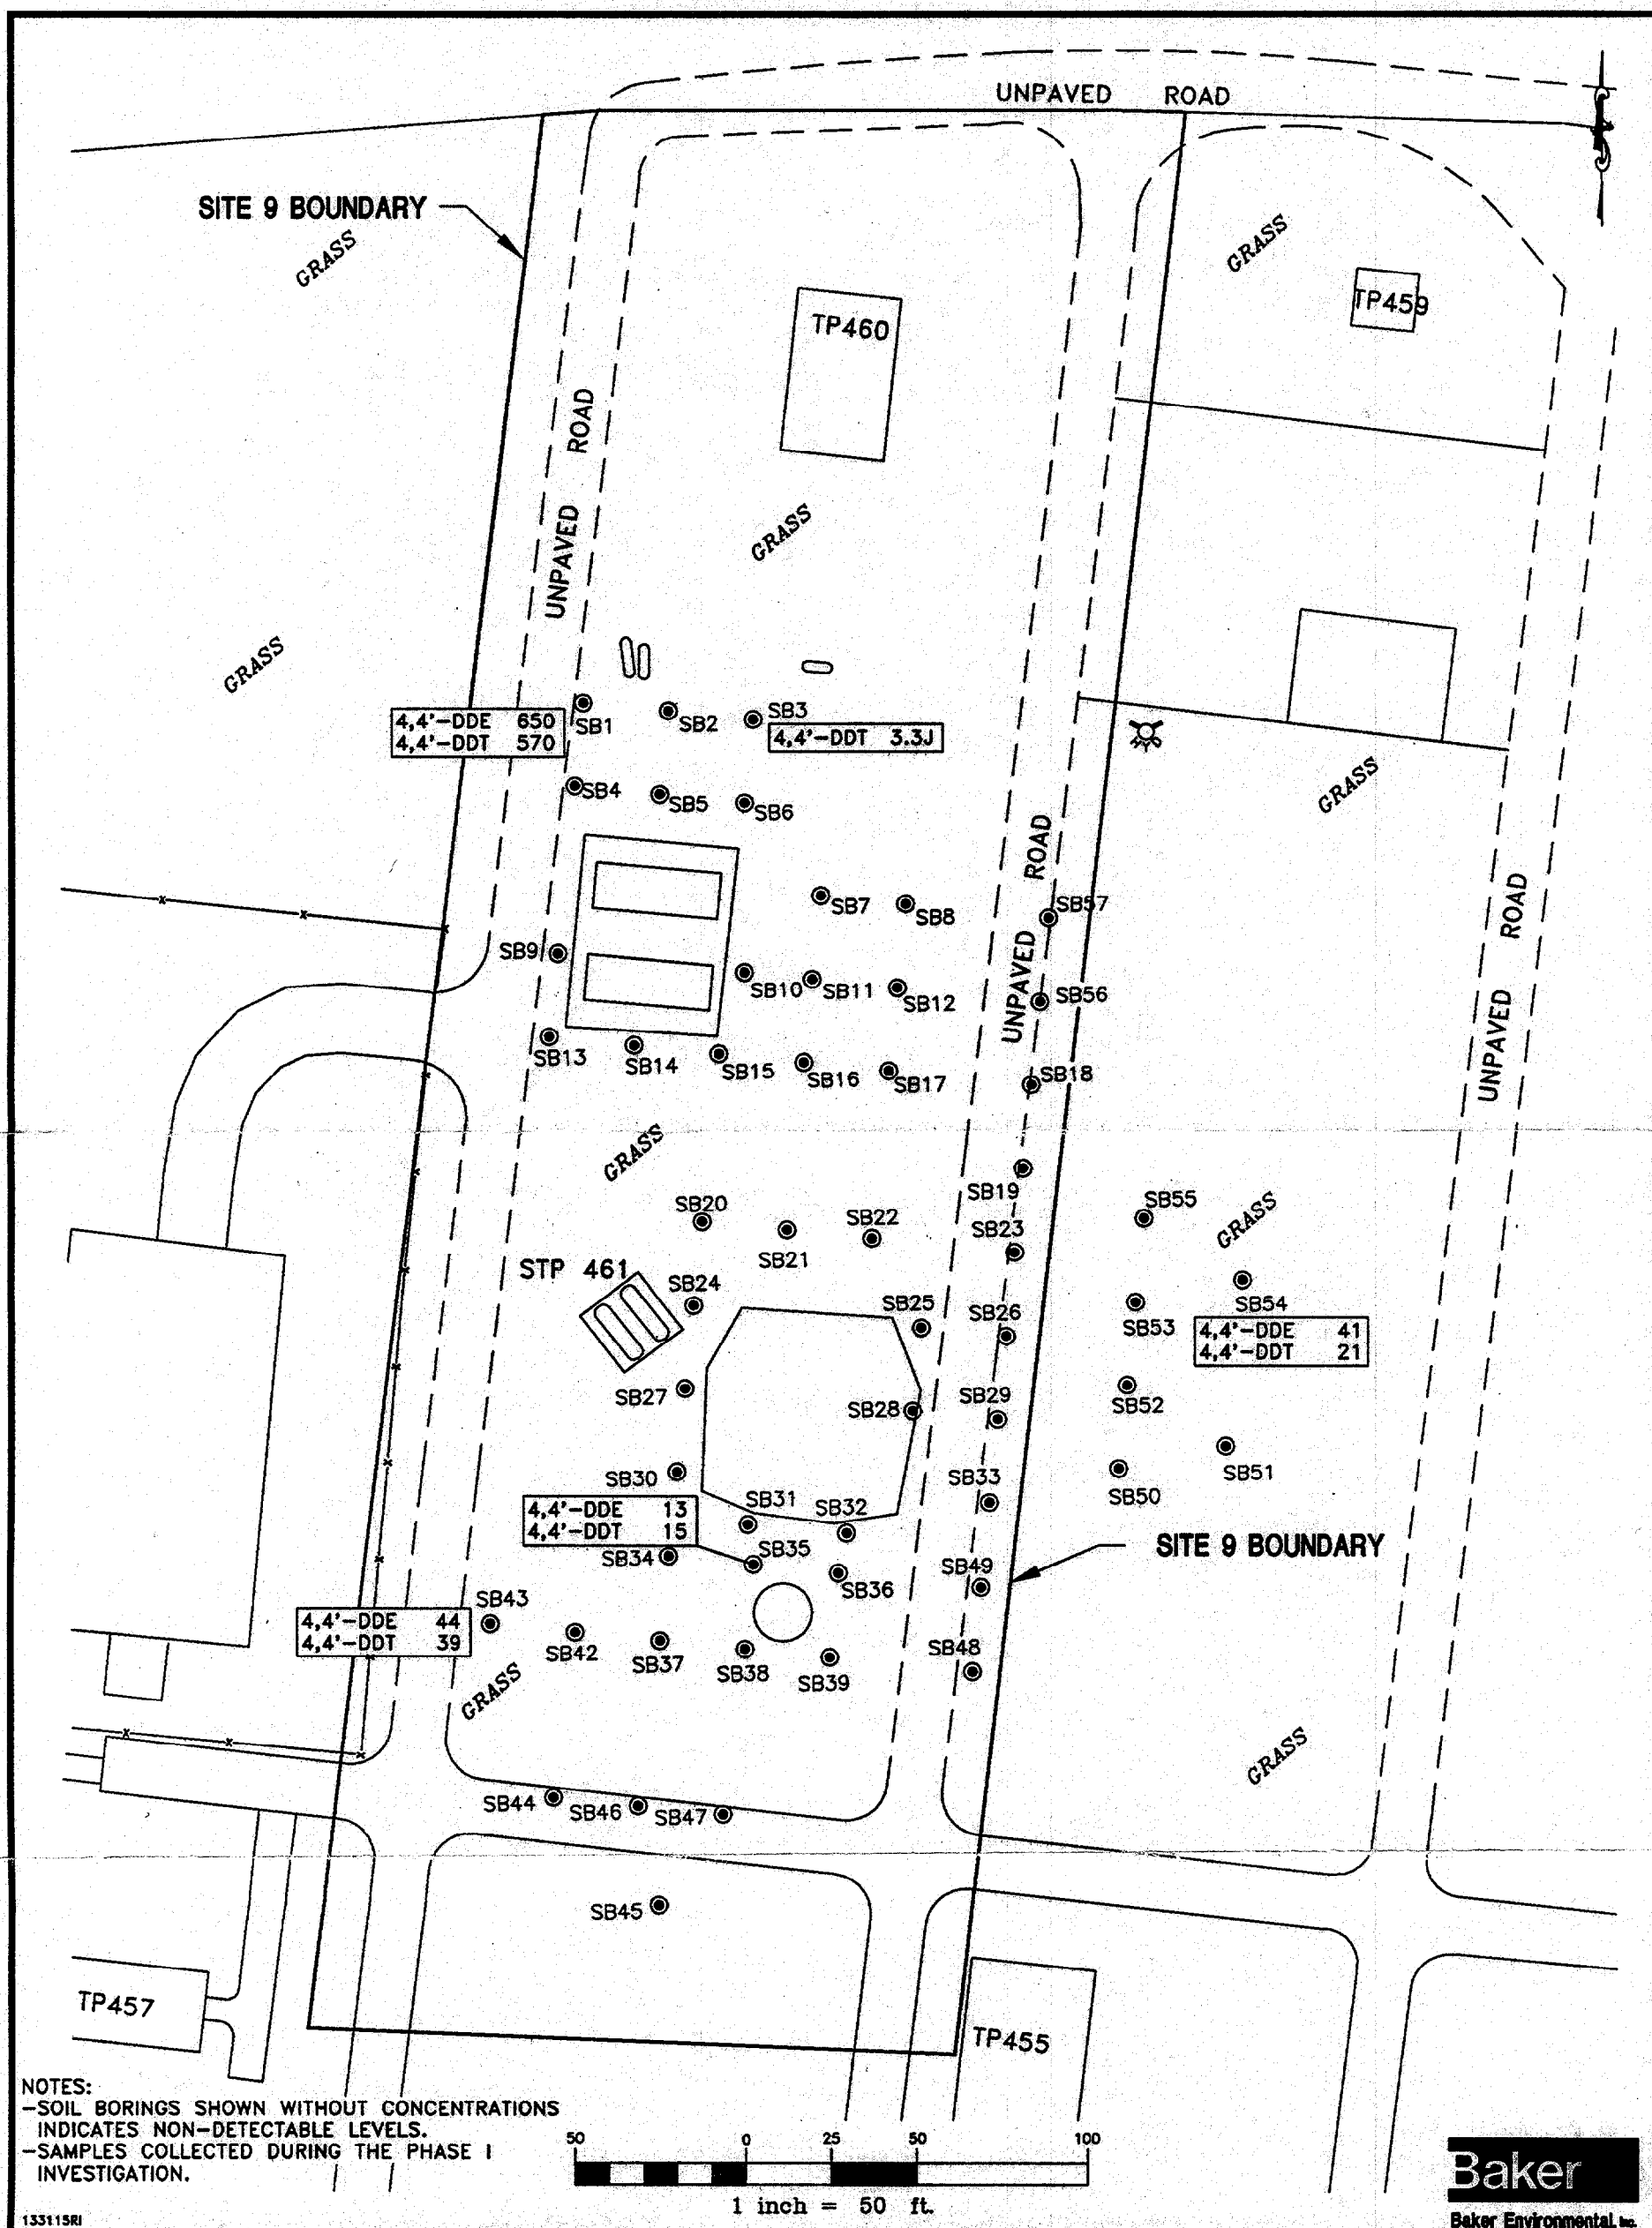 UNPAVED ROAD
SITE 9 BOUNDARY
GRASS
GRASS
TP459
TP460
UNPAVED ROAD
GRASS
GRASS
4,4'-DDE 650
4,4'-DDT 570
SB1
SB2
SB3
4,4'-DDT 3.3J
SB4
SB5
SB6
GRASS
UNPAVED ROAD
SB7
SB8
SB57
UNPAVED ROAD
SB9
SB10
SB11
SB12
SB56
SB13
SB14
SB15
SB16
SB17
SB18
GRASS
SB19
SB20
SB21
SB22
SB23
SB55
GRASS
STP 461
SB24
SB25
SB26
SB53
SB54
4,4'-DDE 41
4,4'-DDT 21
SB27
SB28
SB29
SB52
SB30
SB31
SB32
SB33
SB50
SB51
4,4'-DDE 13
4,4'-DDT 15
SB34
SB35
SB36
SB49
SITE 9 BOUNDARY
SB43
4,4'-DDE 44
4,4'-DDT 39
SB42
SB37
SB38
SB39
SB48
GRASS
GRASS
SB44
SB46
SB47
SB45
TP457
TP455
NOTES:
-SOIL BORINGS SHOWN WITHOUT CONCENTRATIONS
INDICATES NON-DETECTABLE LEVELS.
-SAMPLES COLLECTED DURING THE PHASE I
INVESTIGATION.
50 0 25 50 100
1 inch = 50 ft.
133115RI
Baker
Baker Environmental, Inc.